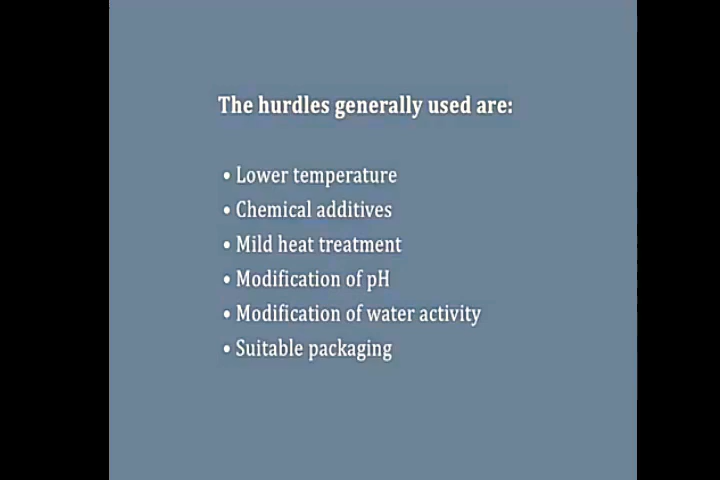 The hurdles generally used are:
• Lower temperature
• Chemical additives
• Mild heat treatment
• Modification of pH
• Modification of water activity
• Suitable packaging